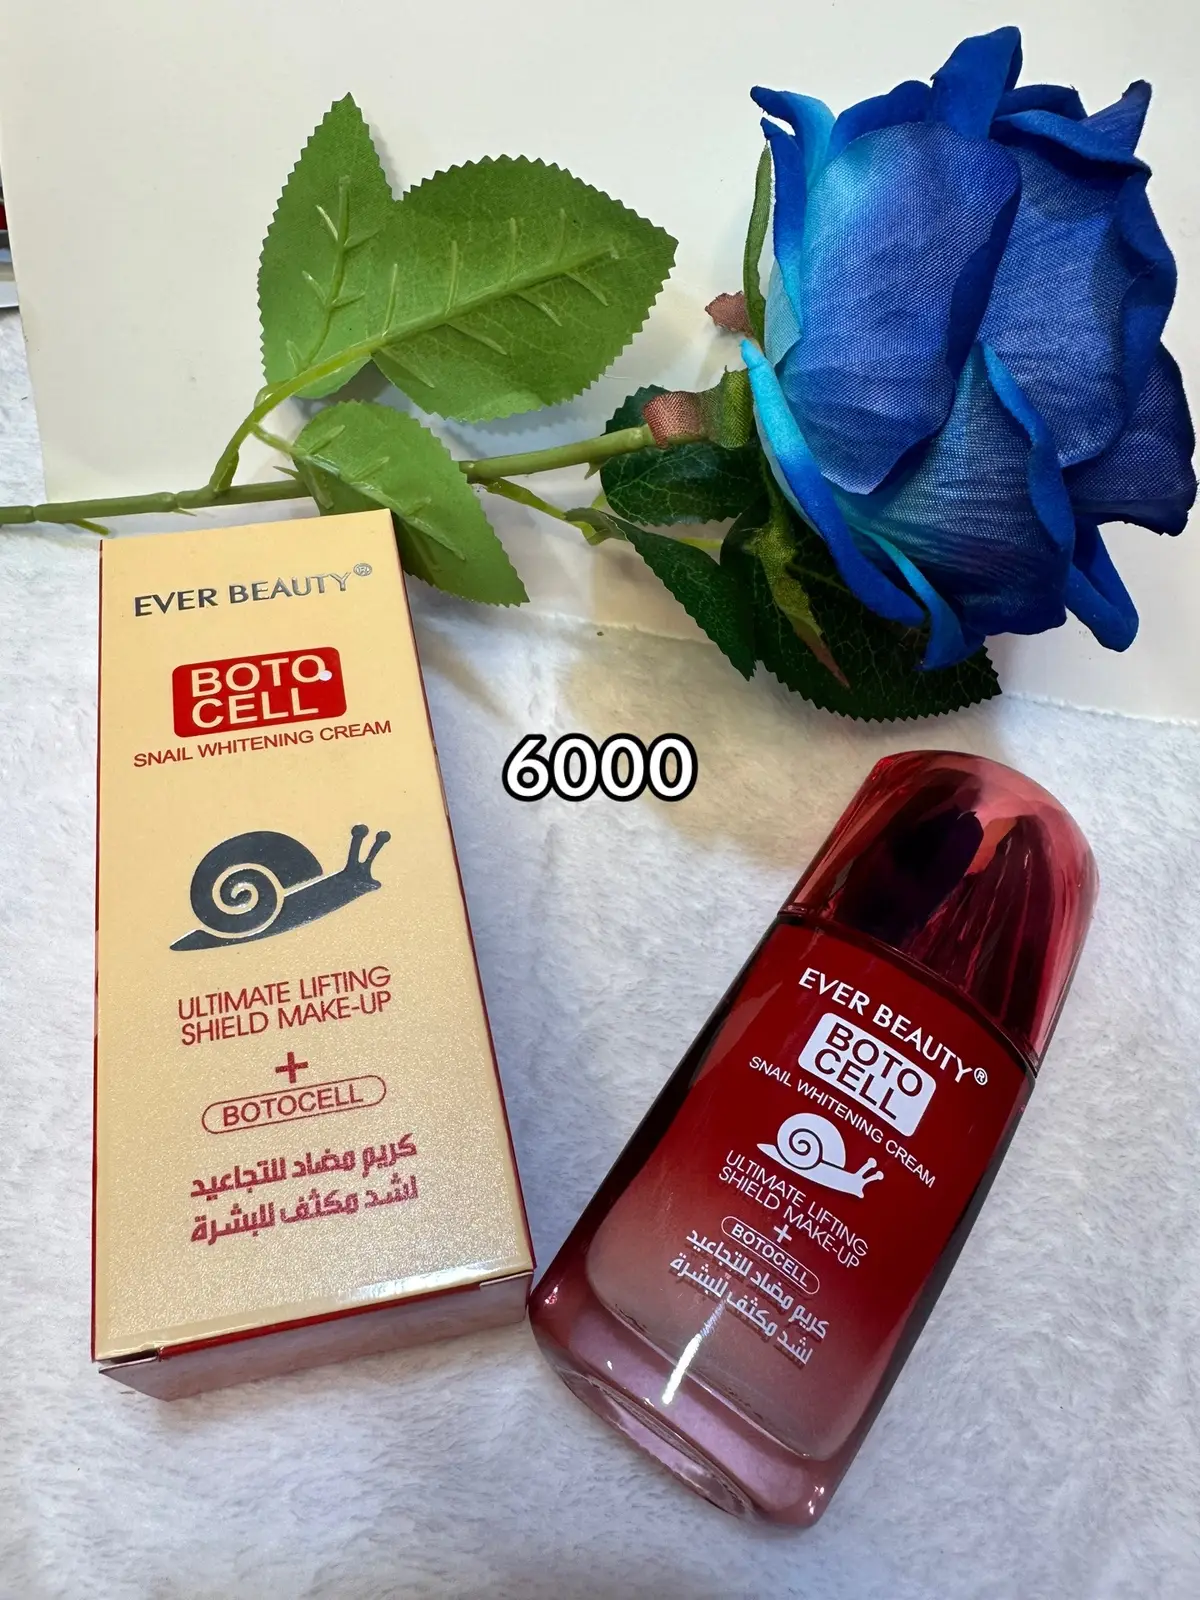 EVER BEAUTY®
BOTO
CELL
SNAIL WHITENING CREAM
ULTIMATE LIFTING
SHIELD MAKE-UP
+
BOTOCELL
كريم مضاد للتجاعيد
لشد مكثف للبشرة
6000
EVER BEAUTY®
BOTO
CELL
SNAIL WHITENING CREAM
ULTIMATE LIFTING
SHIELD MAKE-UP
+
BOTOCELL
كريم مضاد للتجاعيد
لشد مكثف للبشرة